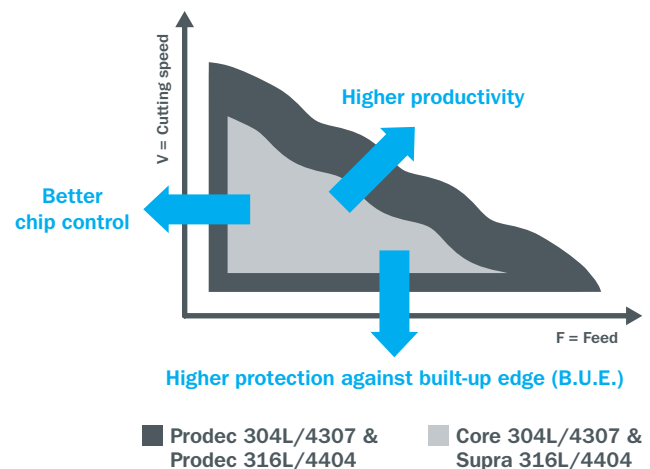 V = Cutting speed
Higher productivity
Better
chip control
F = Feed
Higher protection against built-up edge (B.U.E.)
Prodec 304L/4307 &
Prodec 316L/4404
Core 304L/4307 &
Supra 316L/4404